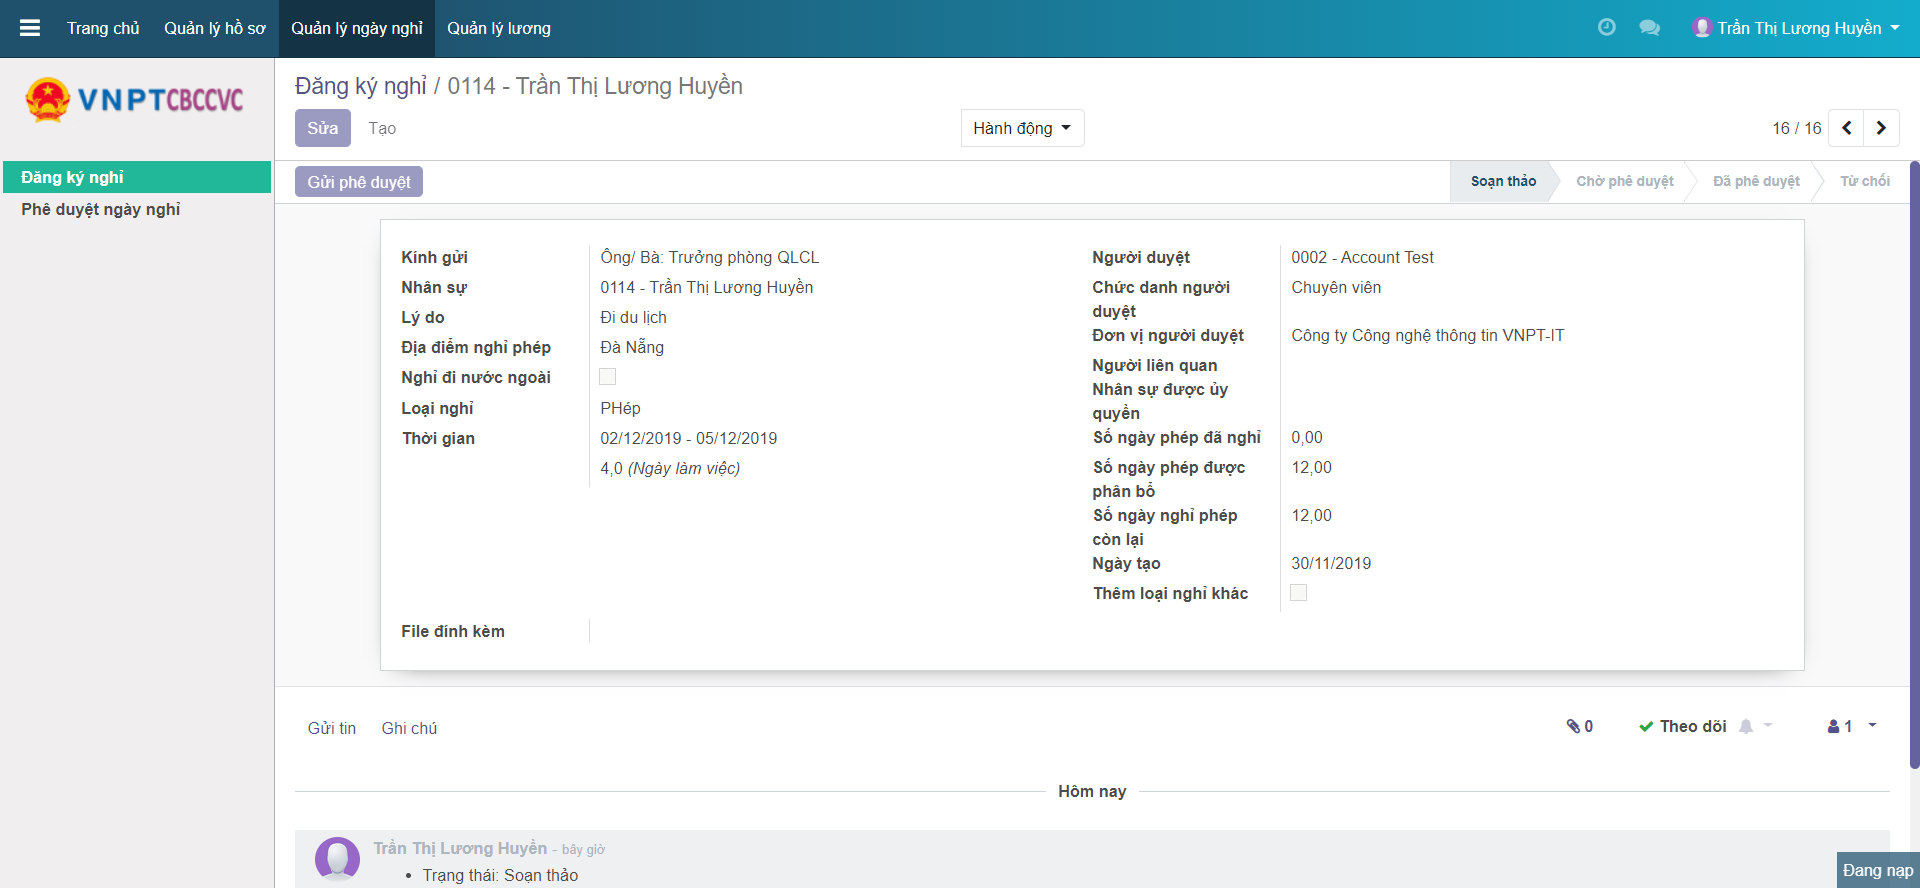 Trang chủ Quản lý hồ sơ Quản lý ngày nghỉ Quản lý lương Trần Thị Lương Huyền
VNPTCBCCVC
Đăng ký nghỉ
Phê duyệt ngày nghỉ
Đăng ký nghỉ / 0114 - Trần Thị Lương Huyền
Sửa Tạo Hành động 16 / 16
Gửi phê duyệt Soạn thảo Chờ phê duyệt Đã phê duyệt Từ chối
Kính gửi Ông/ Bà: Trưởng phòng QLCL
Nhân sự 0114 - Trần Thị Lương Huyền
Lý do Đi du lịch
Địa điểm nghỉ phép Đà Nẵng
Nghỉ đi nước ngoài
Loại nghỉ PHép
Thời gian 02/12/2019 - 05/12/2019
4,0 (Ngày làm việc)
Người duyệt 0002 - Account Test
Chức danh người Chuyên viên
duyệt
Đơn vị người duyệt Công ty Công nghệ thông tin VNPT-IT
Người liên quan
Nhân sự được ủy
quyền
Số ngày phép đã nghỉ 0,00
Số ngày phép được 12,00
phân bổ
Số ngày nghỉ phép 12,00
còn lại
Ngày tạo 30/11/2019
Thêm loại nghỉ khác
File đính kèm
Gửi tin Ghi chú 0 Theo dõi 1
Hôm nay
Trần Thị Lương Huyền - bây giờ
• Trạng thái: Soạn thảo
Đang nạp